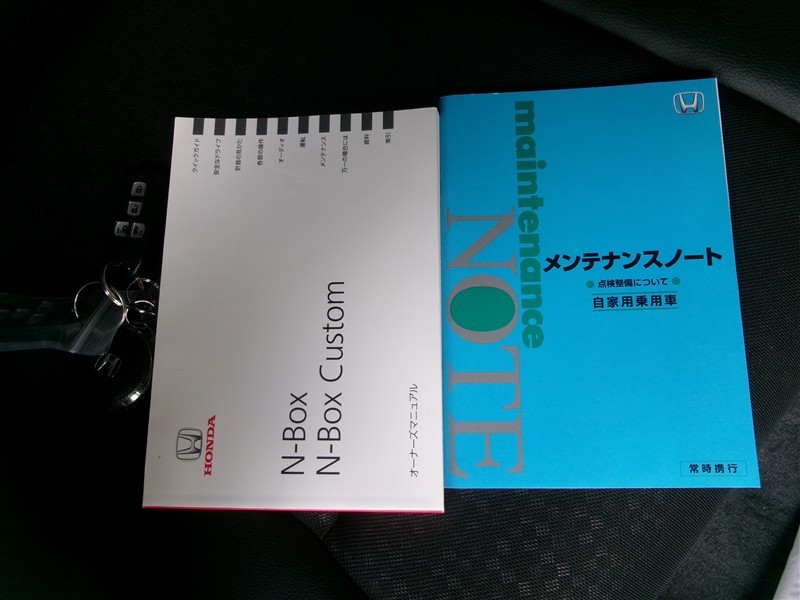 クイックガイド
安全なドライブ
計器の見かた
各部の操作
オーディオ
運転
メンテナンス
万一の場合には
資料
索引
N-Box
N-Box Custom
オーナーズマニュアル
HONDA
maintenance
NOTE
メンテナンスノート
点検整備について
自家用乗用車
常時携行